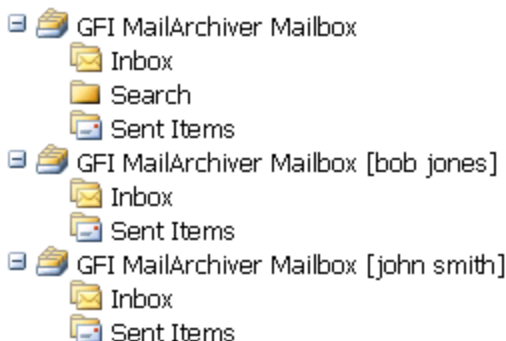 GFI MailArchiver Mailbox
Inbox
Search
Sent Items
GFI MailArchiver Mailbox [bob jones]
Inbox
Sent Items
GFI MailArchiver Mailbox [john smith]
Inbox
Sent Items